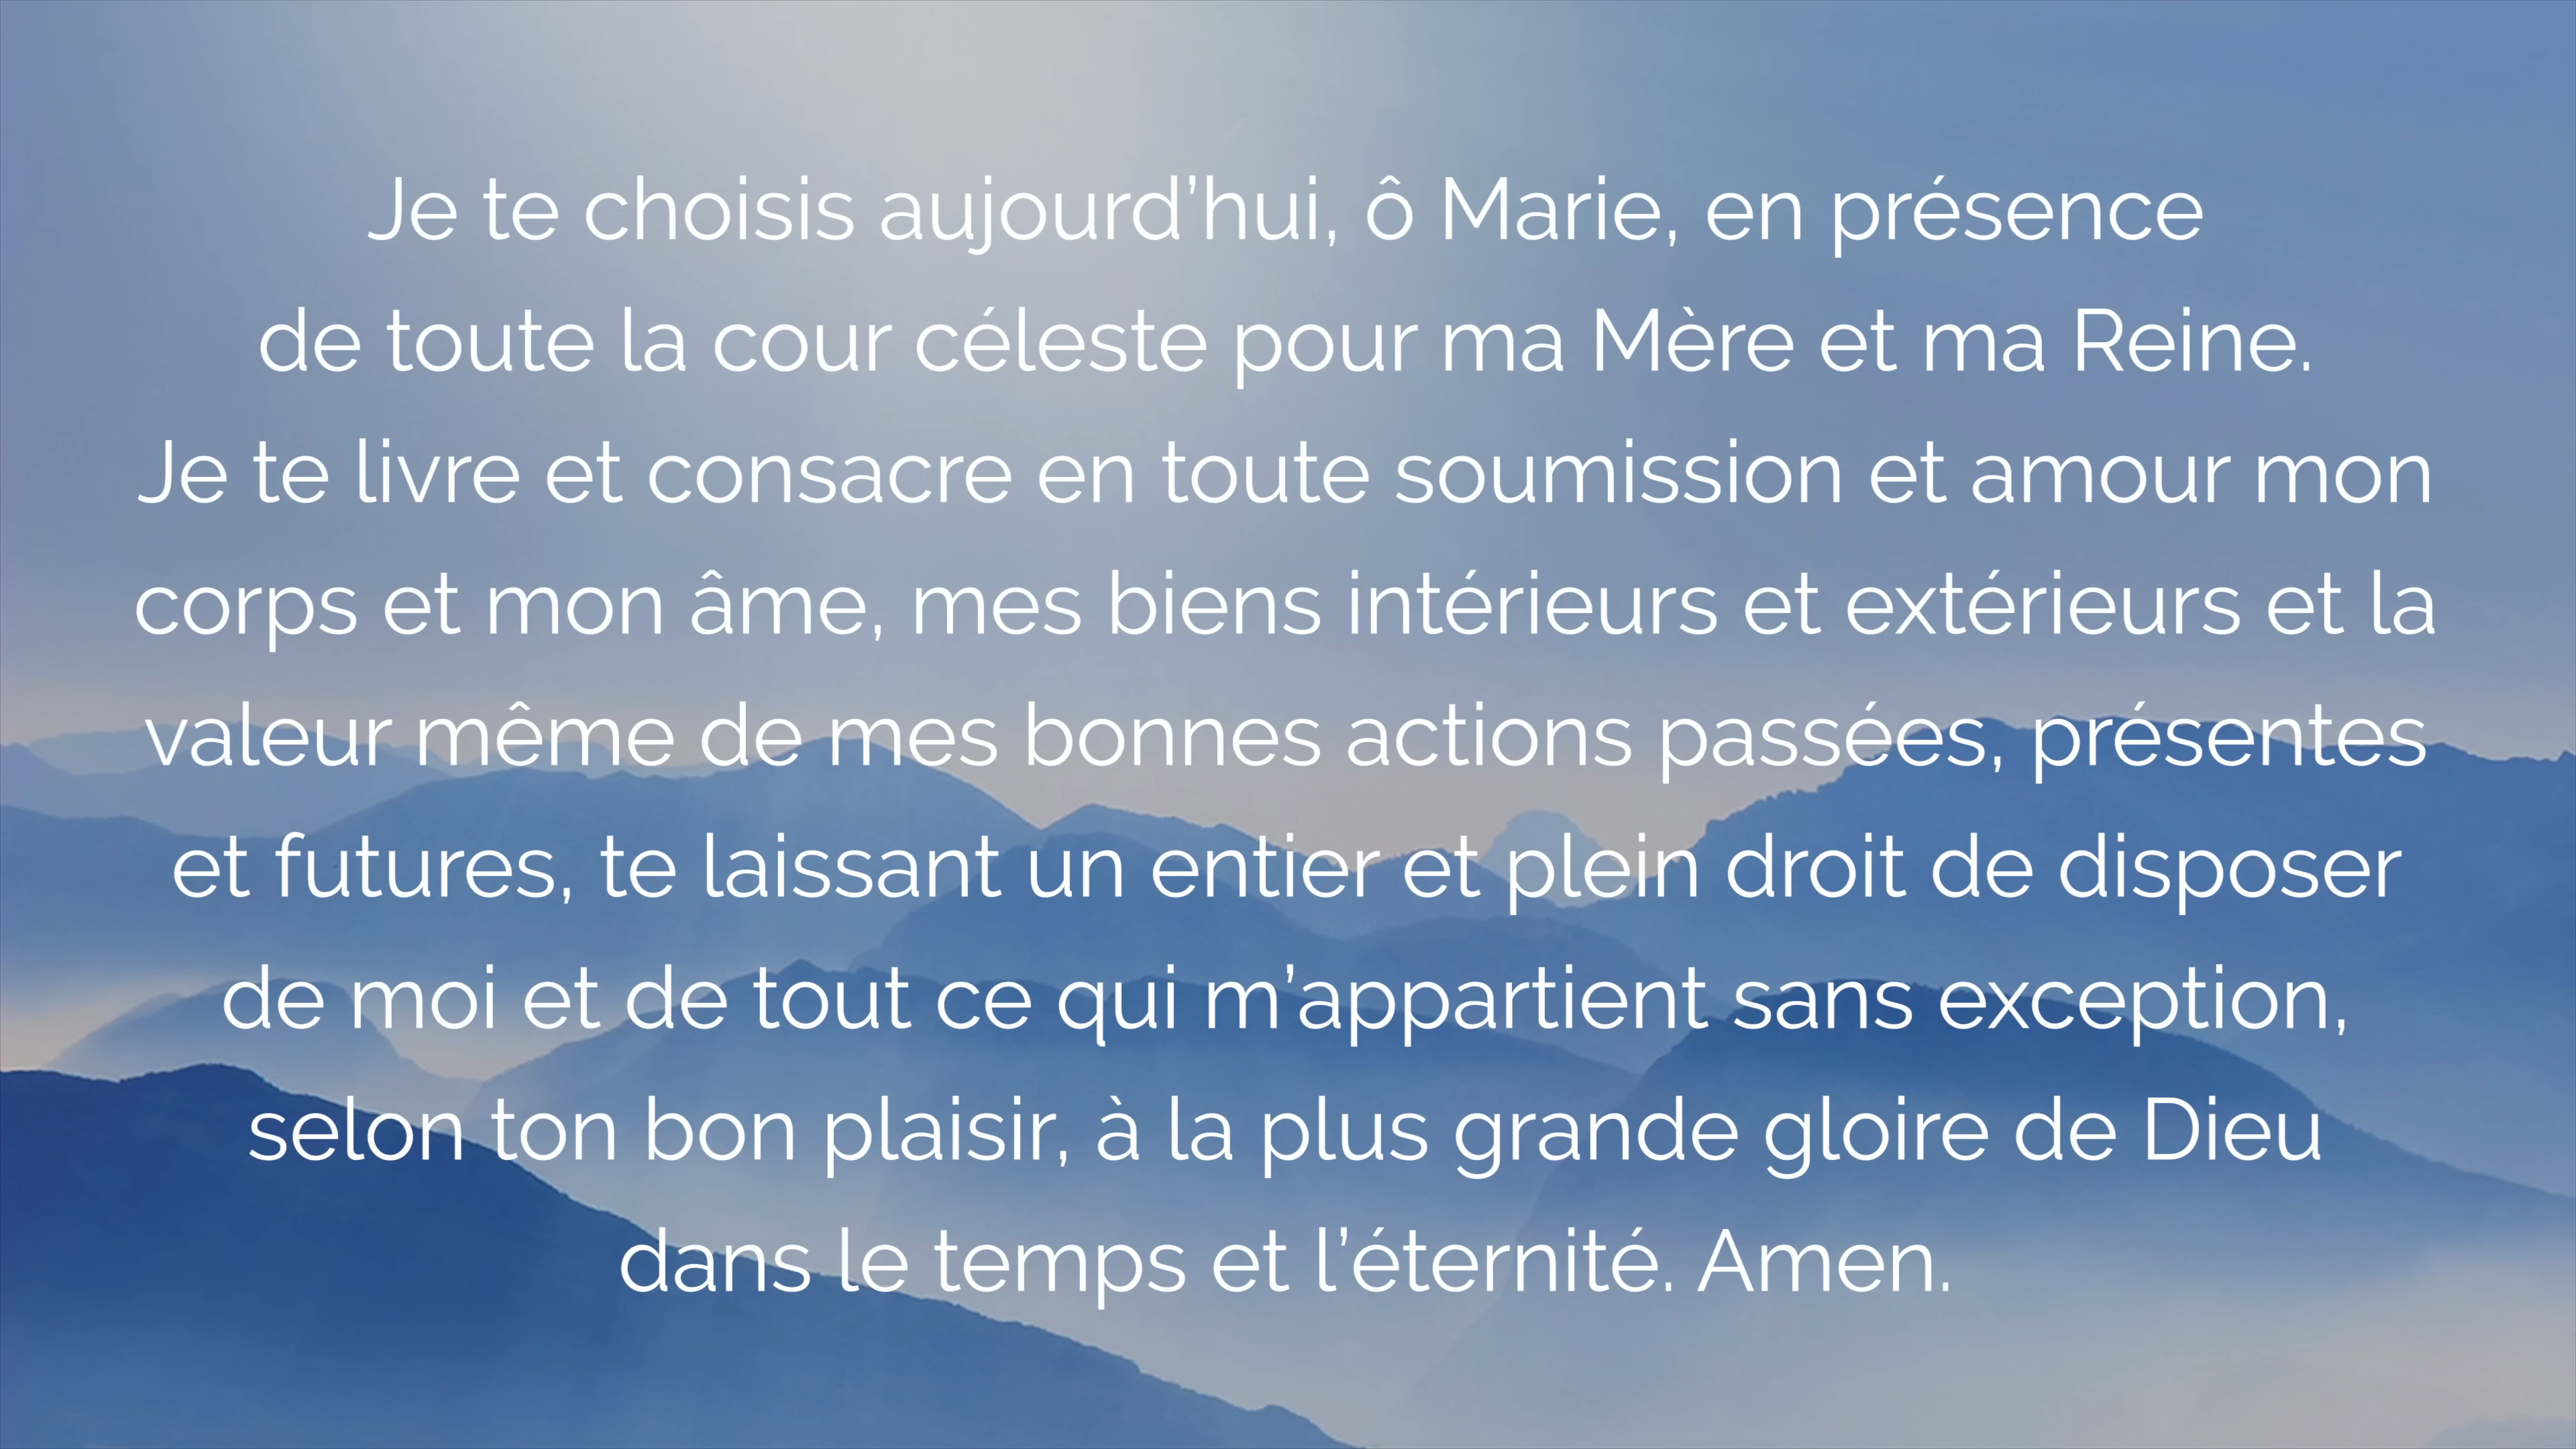 Je te choisis aujourd’hui, ô Marie, en présence
de toute la cour céleste pour ma Mère et ma Reine.
Je te livre et consacre en toute soumission et amour mon
corps et mon âme, mes biens intérieurs et extérieurs et la
valeur même de mes bonnes actions passées, présentes
et futures, te laissant un entier et plein droit de disposer
de moi et de tout ce qui m’appartient sans exception,
selon ton bon plaisir, à la plus grande gloire de Dieu
dans le temps et l’éternité. Amen.